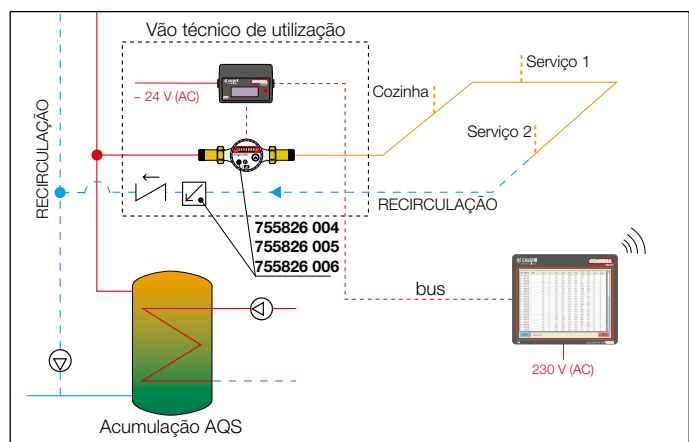 Vão técnico de utilização
Serviço 1
Cozinha
~ 24 V (AC)
Serviço 2
RECIRCULAÇÃO
RECIRCULAÇÃO
755826 004
755826 005
755826 006
bus
230 V (AC)
Acumulação AQS